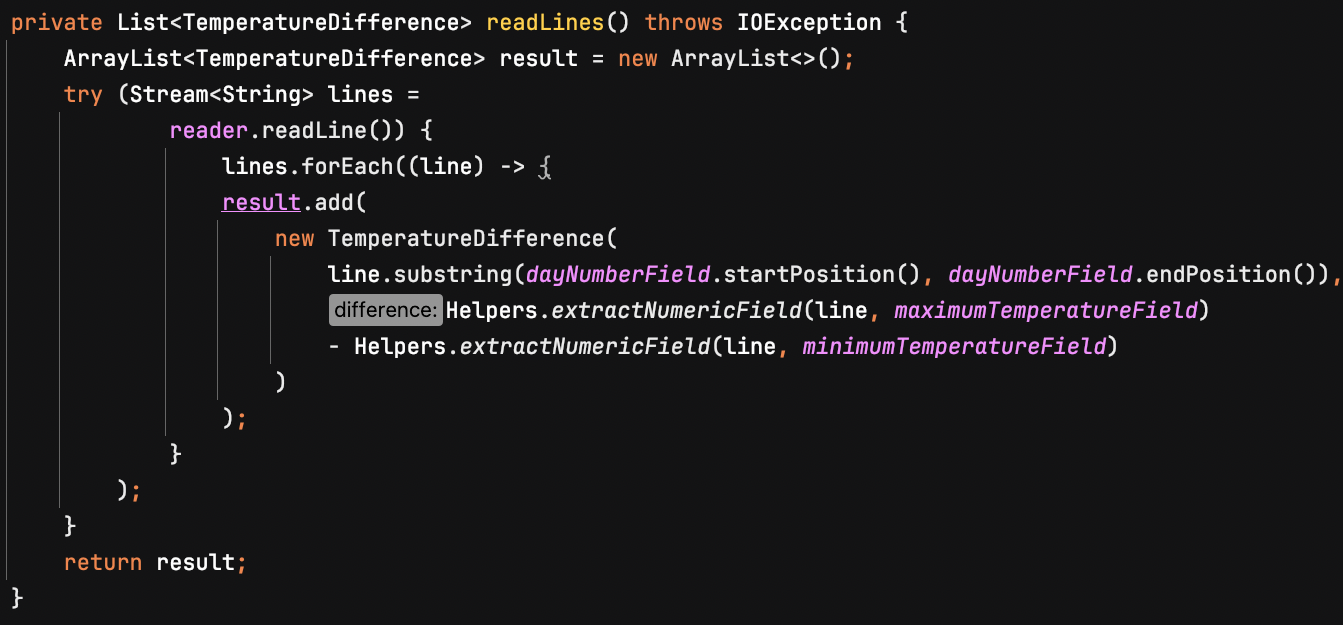 private List<TemperatureDifference> readLines() throws IOException {
    ArrayList<TemperatureDifference> result = new ArrayList<>();
    try (Stream<String> lines =
            reader.readLine()) {
                lines.forEach((line) -> {
                result.add(
                    new TemperatureDifference(
                        line.substring(dayNumberField.startPosition(), dayNumberField.endPosition()),
                        difference: Helpers.extractNumericField(line, maximumTemperatureField)
                        - Helpers.extractNumericField(line, minimumTemperatureField)
                    )
                );
            }
        );
    }
    return result;
}